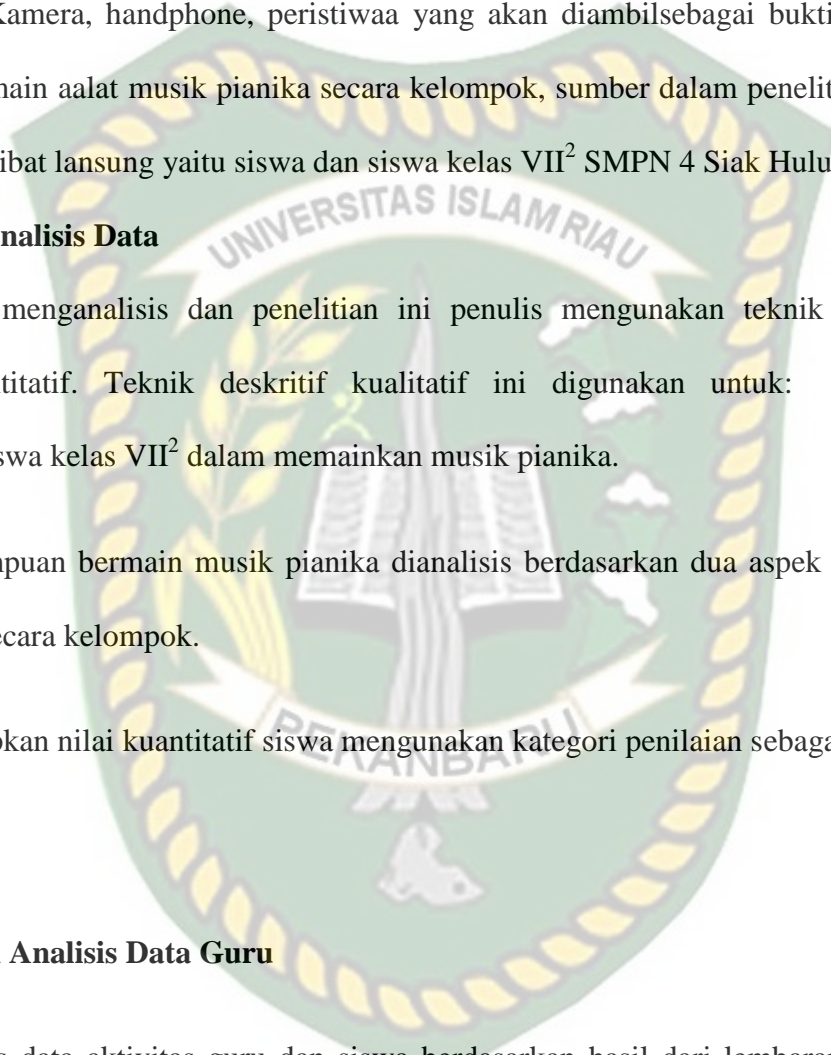 Kamera, handphone, peristiwaa yang akan diambilsebagai bukti
main aalat musik pianika secara kelompok, sumber dalam penelit
ibat lansung yaitu siswa dan siswa kelas VII² SMPN 4 Siak Hulu
nalisis Data
UNIVERSITAS ISLAM RIAU
menganalisis dan penelitian ini penulis mengunakan teknik
titatif. Teknik deskritif kualitatif ini digunakan untuk:
swa kelas VII² dalam memainkan musik pianika.
npuan bermain musik pianika dianalisis berdasarkan dua aspek
ecara kelompok.
okan nilai kuantitatif siswa mengunakan kategori penilaian sebaga
PEKANBARU
Analisis Data Guru
data aktivitas guru dan siswa berdasarkan hasil dari lembara